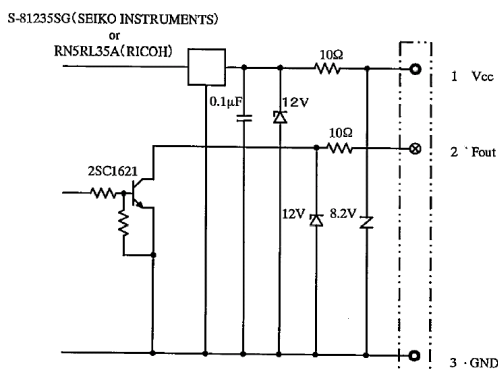 S-81235SG(SEIKO INSTRUMENTS)
or
RN5RL35A(RICOH)
10Ω
1 Vcc
0.1μF
12V
10Ω
2 Fout
2SC1621
12V
8.2V
3 GND